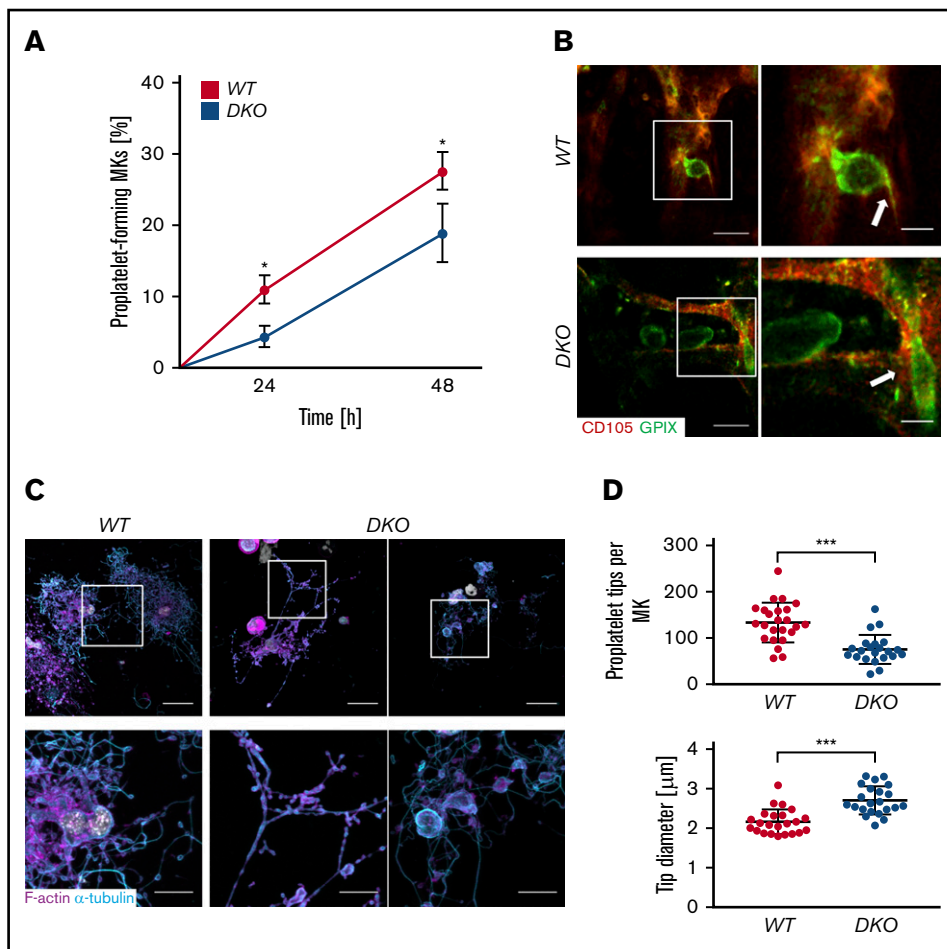 A
Proplatelet-forming MKs [%]
40
30
20
10
0
WT
DKO
*
*
24
48
Time [h]
B
WT
DKO
CD105 GPIX
C
WT
DKO
F-actin α-tubulin
D
Proplatelet tips per
MK
300
200
100
0
***
WT
DKO
Tip diameter [μm]
4
3
2
1
0
***
WT
DKO